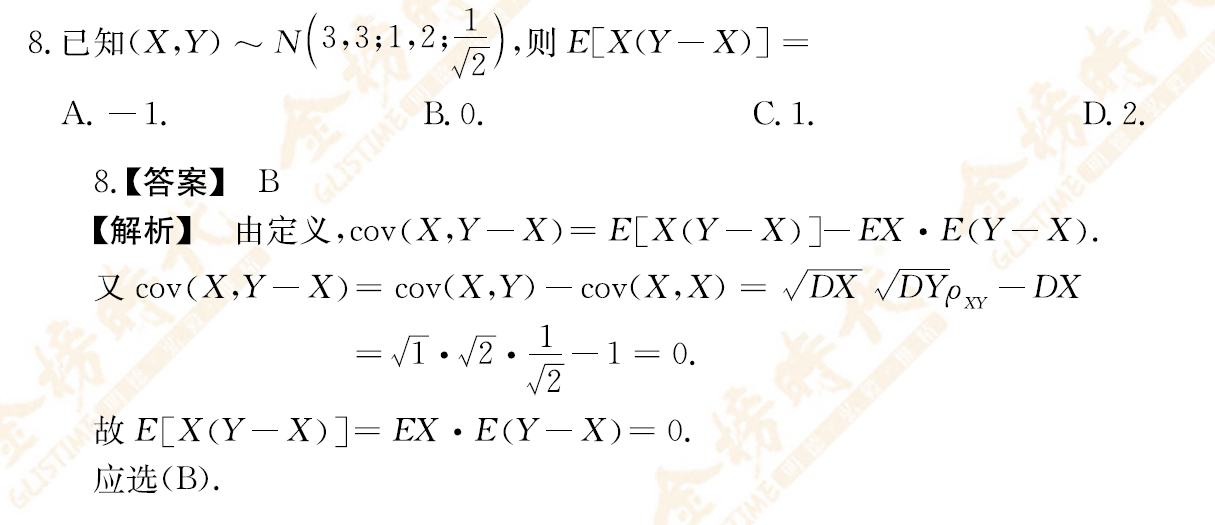 8. 已知(X,Y) ~ N(3,3;1,2;1/√2),则 E[X(Y-X)]=
A. -1. B. 0. C. 1. D. 2.
8.【答案】 B
【解析】 由定义,cov(X,Y-X)= E[X(Y-X)]-EX·E(Y-X).
又 cov(X,Y-X)= cov(X,Y)-cov(X,X) = √DX √DYρ_XY-DX
=√1·√2·1/√2-1 = 0.
故 E[X(Y-X)]= EX·E(Y-X)= 0.
应选(B).